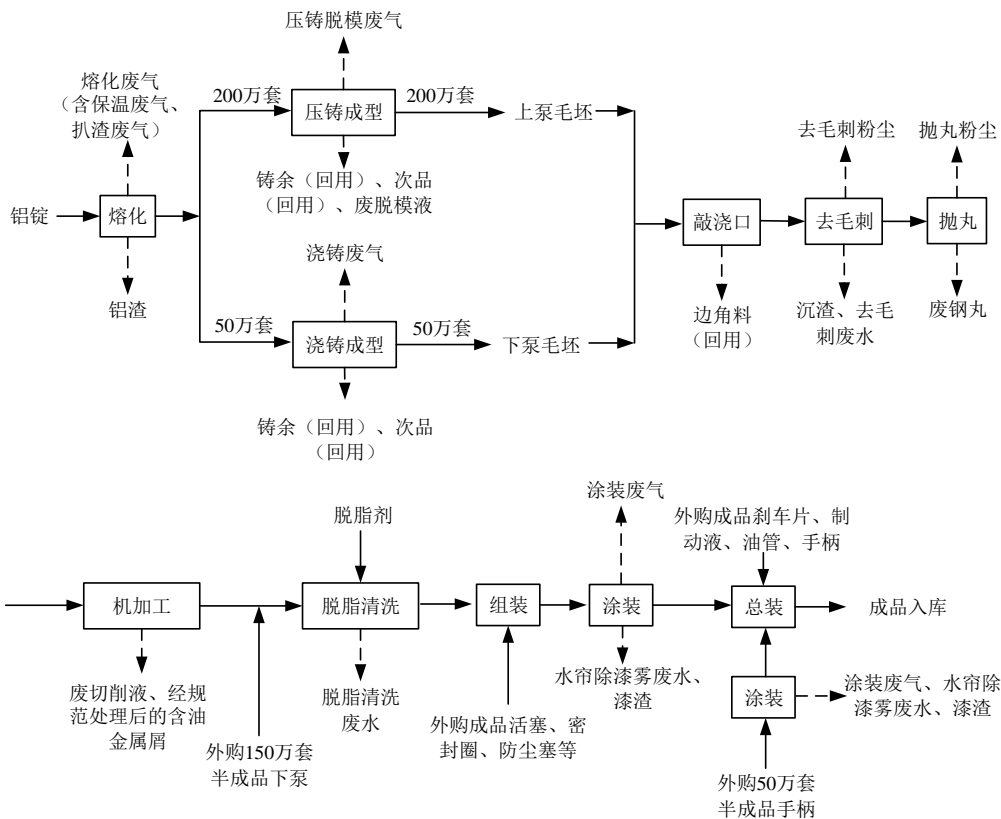 压铸脱模废气
熔化废气
（含保温废气、
扒渣废气）
200万套
压铸成型
200万套
上泵毛坯
去毛刺粉尘
抛丸粉尘
铸余（回用）、次品
（回用）、废脱模液
铝锭
熔化
敲浇口
去毛刺
抛丸
浇铸废气
铝渣
边角料
（回用）
沉渣、去毛
刺废水
废钢丸
50万套
浇铸成型
50万套
下泵毛坯
铸余（回用）、次品
（回用）
涂装废气
脱脂剂
外购成品刹车片、制
动液、油管、手柄
机加工
脱脂清洗
组装
涂装
总装
成品入库
水帘除漆雾废水、
漆渣
废切削液、经规
范处理后的含油
金属屑
脱脂清洗
废水
涂装
涂装废气、水帘除
漆雾废水、漆渣
外购成品活塞、密
封圈、防尘塞等
外购150万套
半成品下泵
外购50万套
半成品手柄